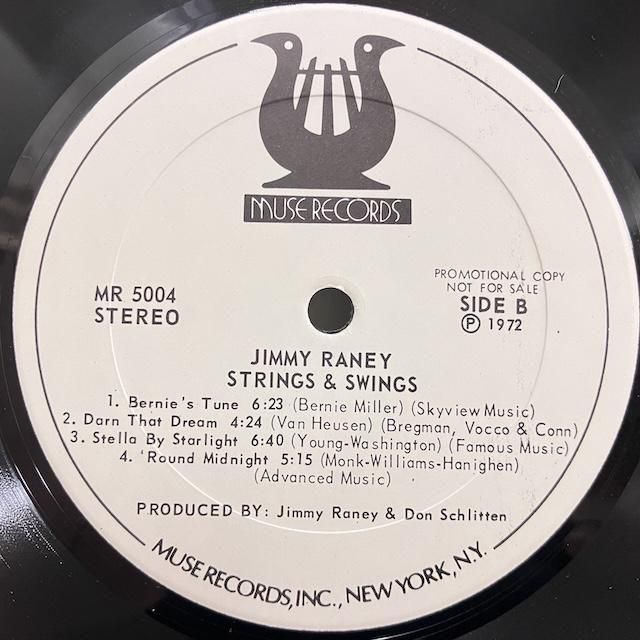 MUSE RECORDS
MR 5004
STEREO
PROMOTIONAL COPY
NOT FOR SALE
SIDE B
Ⓟ 1972
JIMMY RANEY
STRINGS & SWINGS
1. Bernie's Tune 6:23 (Bernie Miller) (Skyview Music)
2. Darn That Dream 4:24 (Van Heusen) (Bregman, Vocco & Conn)
3. Stella By Starlight 6:40 (Young-Washington) (Famous Music)
4. 'Round Midnight 5:15 (Monk-Williams-Hanighen)
(Advanced Music)
PRODUCED BY: Jimmy Raney & Don Schlitten
MUSE RECORDS, INC., NEW YORK, N.Y.